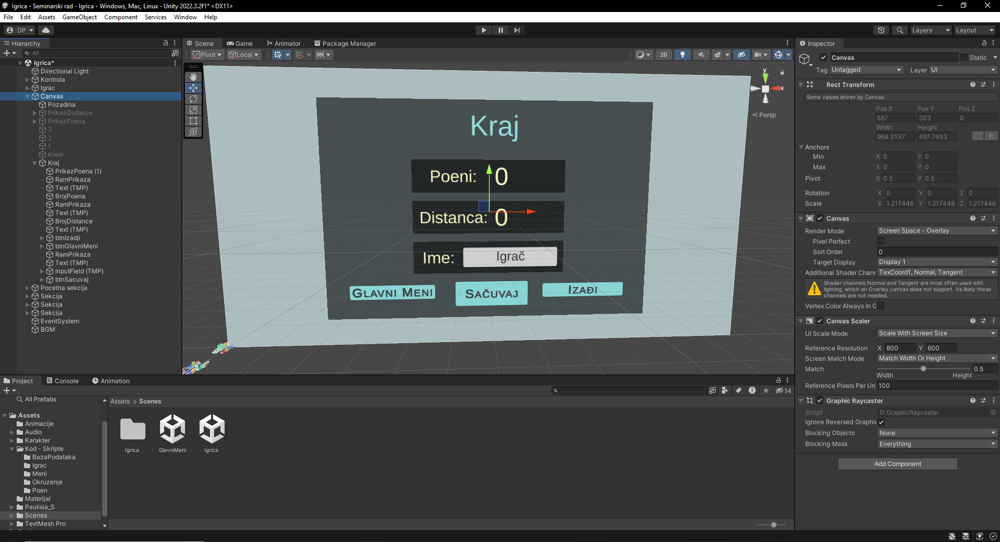 Igrica - Seminarski rad - Igrica - Windows, Mac, Linux - Unity 2022.3.2f1* <DX11>
File Edit Assets GameObject Component Services Window Help
DP
Layers
Layout
Hierarchy
All
Igrica*
Directional Light
Kontrola
Igrac
Canvas
Pozadina
PrikazDistance
PrikazPoena
3
2
1
Kreni
Kraj
PrikazPoena (1)
RamPrikaza
Text (TMP)
BrojPoena
RamPrikaza
Text (TMP)
BrojDistance
Text (TMP)
btnIzadji
btnGlavniMeni
RamPrikaza
Text (TMP)
InputField (TMP)
btnSacuvaj
Pocetna sekcija
Sekcija
Sekcija
Sekcija
EventSystem
BGM
Scene
Game
Animator
Package Manager
Pivot
Local
2D
y
x
Persp
Kraj
Poeni: 0
Distanca: 0
Ime: Igrač
Glavni Meni
Sačuvaj
Izađi
Inspector
Canvas
Static
Tag Untagged
Layer UI
Rect Transform
Some values driven by Canvas.
Pos X Pos Y Pos Z
587 303 0
Width Height
964.3137 497.7633
R
Anchors
Min X 0 Y 0
Max X 0 Y 0
Pivot X 0.5 Y 0.5
Rotation X 0 Y 0 Z 0
Scale X 1.217446 Y 1.217446 Z 1.217446
Canvas
Render Mode Screen Space - Overlay
Pixel Perfect
Sort Order 0
Target Display Display 1
Additional Shader Chann TexCoord1, Normal, Tangent
Shader channels Normal and Tangent are most often used with
lighting, which an Overlay canvas does not support. Its likely these
channels are not needed.
Vertex Color Always In G
Canvas Scaler
UI Scale Mode Scale With Screen Size
Reference Resolution X 800 Y 600
Screen Match Mode Match Width Or Height
Match 0.5
Width Height
Reference Pixels Per Un 100
Graphic Raycaster
Script GraphicRaycaster
Ignore Reversed Graphic
Blocking Objects None
Blocking Mask Everything
Add Component
Project
Console
Animation
14
All Prefabs
Assets
Animacije
Audio
Karakter
Kod - Skripte
BazaPodataka
Igrac
Meni
Okruzenje
Poen
Materijal
Paulisia_S
Scenes
TextMesh Pro
Assets > Scenes
Igrica
GlavniMeni
Igrica